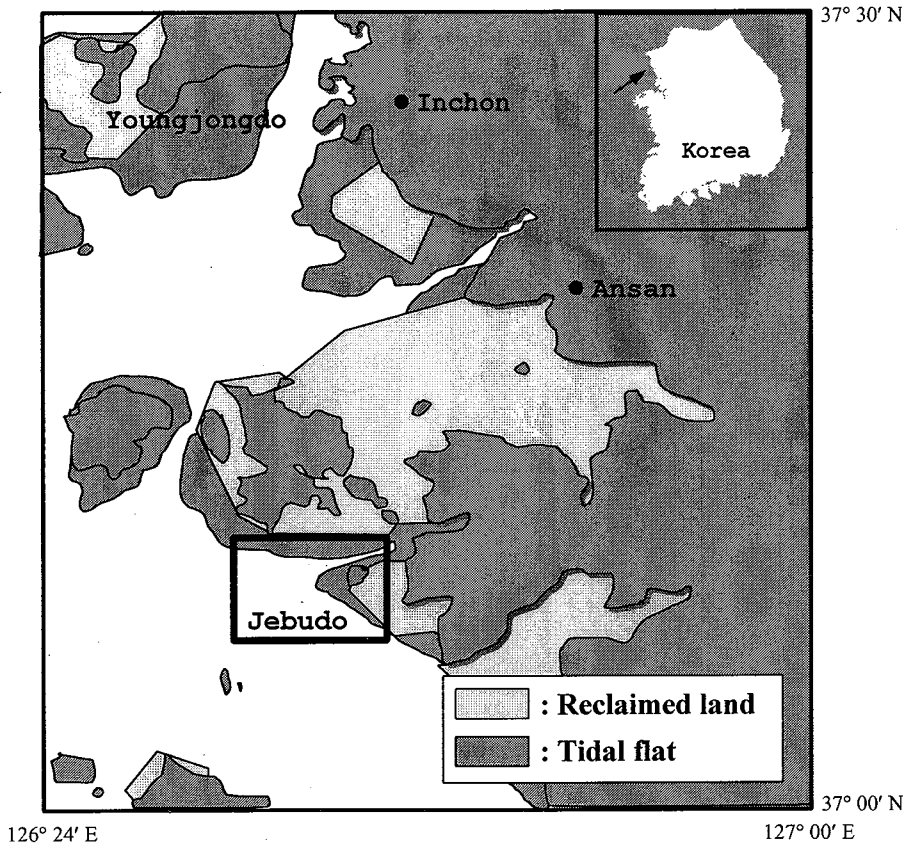 37° 30′ N
Inchon
Youngjongdo
Korea
Ansan
Jebudo
: Reclaimed land
: Tidal flat
37° 00′ N
126° 24′ E
127° 00′ E